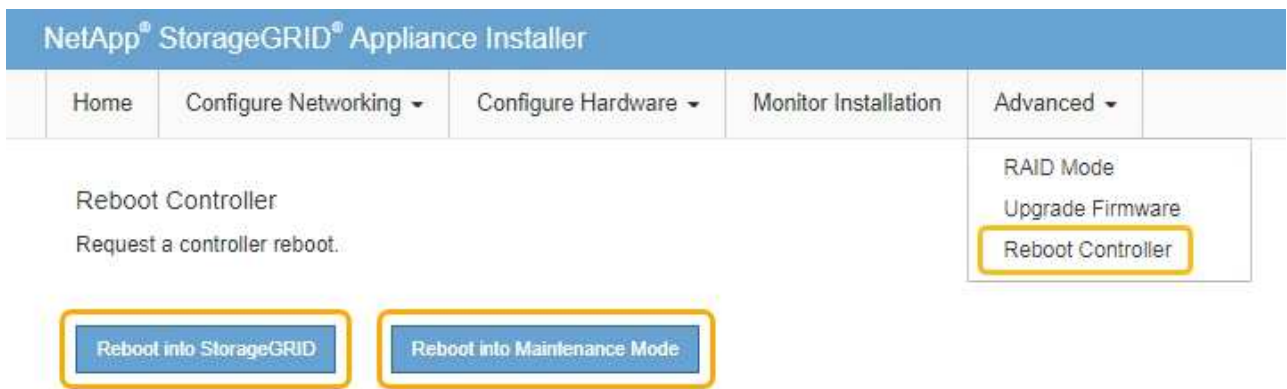 NetApp® StorageGRID® Appliance Installer
Home Configure Networking Configure Hardware Monitor Installation Advanced
RAID Mode
Upgrade Firmware
Reboot Controller
Reboot Controller
Request a controller reboot.
Reboot into StorageGRID Reboot into Maintenance Mode